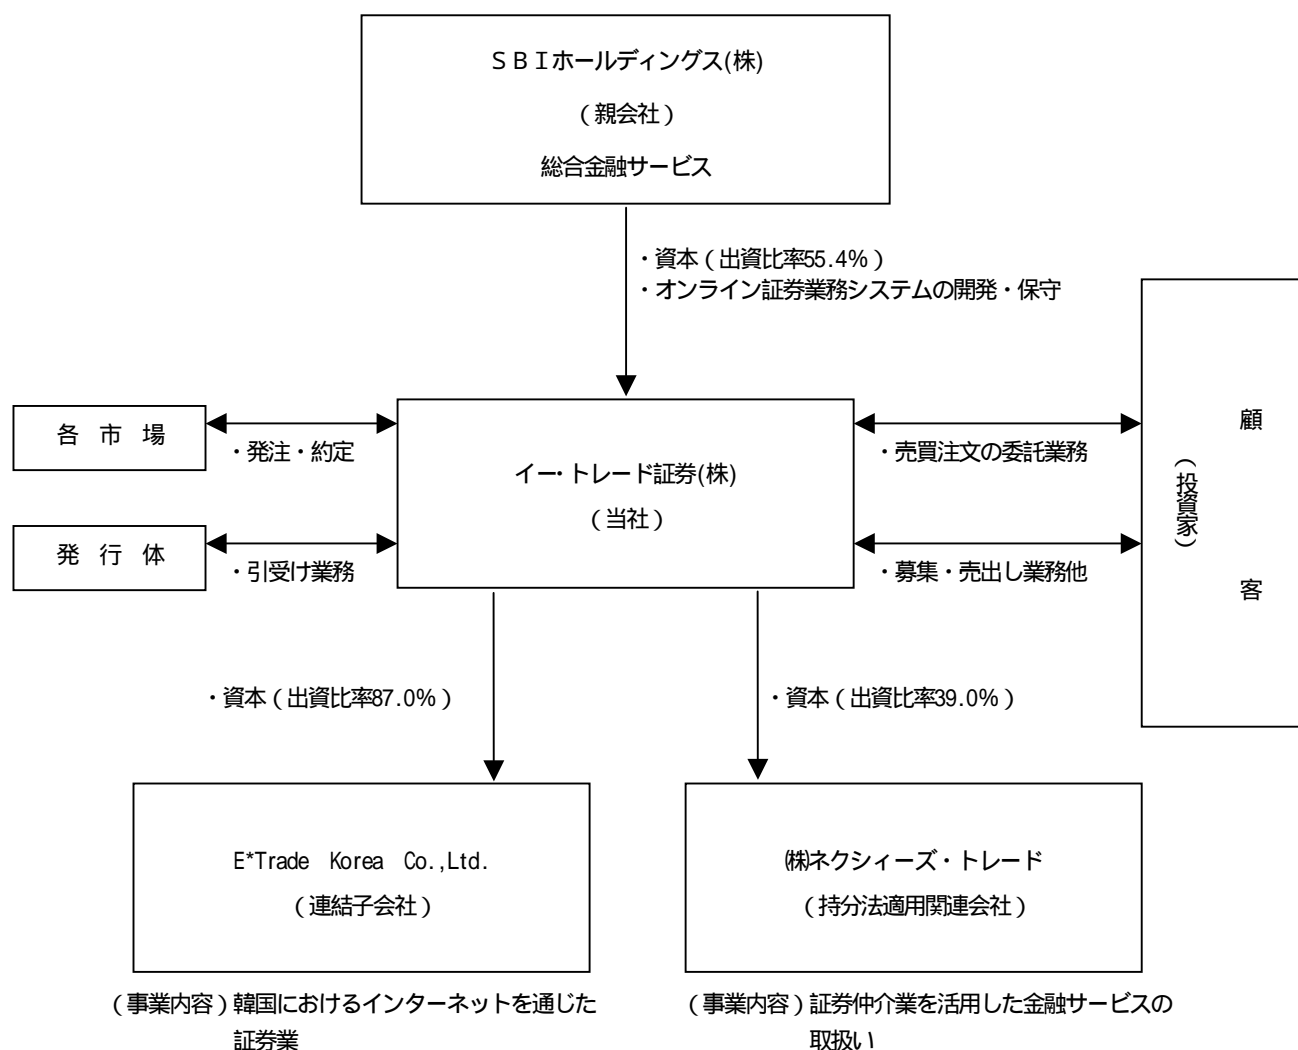 ＳＢＩホールディングス(株)
（親会社）
総合金融サービス
・資本（出資比率55.4%）
・オンライン証券業務システムの開発・保守
各 市 場
・発注・約定
イー・トレード証券(株)
（当社）
・売買注文の委託業務
顧
客
（投資家）
発 行 体
・引受け業務
・募集・売出し業務他
・資本（出資比率87.0%）
・資本（出資比率39.0%）
E*Trade Korea Co.,Ltd.
（連結子会社）
㈱ネクシィーズ・トレード
（持分法適用関連会社）
（事業内容）韓国におけるインターネットを通じた
証券業
（事業内容）証券仲介業を活用した金融サービスの
取扱い